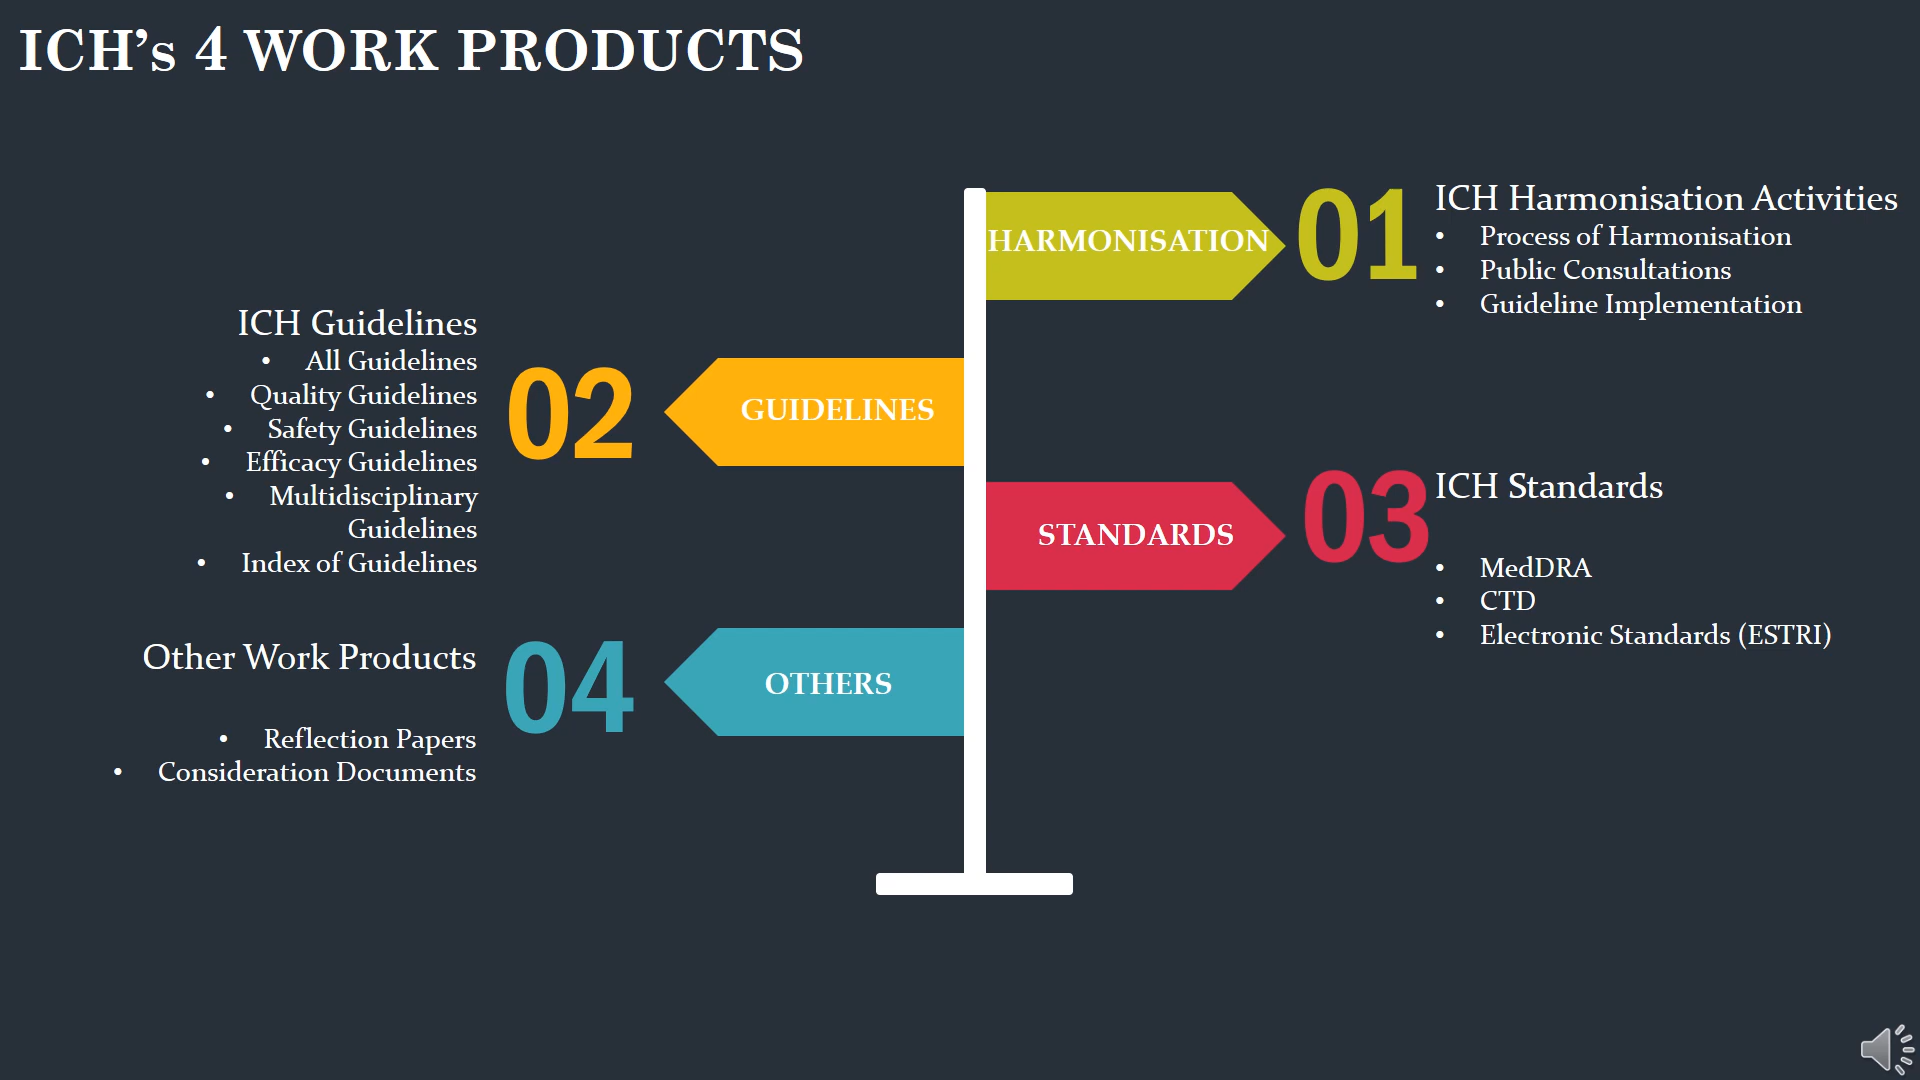 ICH’s 4 WORK PRODUCTS
HARMONISATION
01
ICH Harmonisation Activities
• Process of Harmonisation
• Public Consultations
• Guideline Implementation
ICH Guidelines
• All Guidelines
• Quality Guidelines
• Safety Guidelines
• Efficacy Guidelines
• Multidisciplinary
Guidelines
• Index of Guidelines
02
GUIDELINES
STANDARDS
03
ICH Standards
• MedDRA
• CTD
• Electronic Standards (ESTRI)
Other Work Products
• Reflection Papers
• Consideration Documents
04
OTHERS